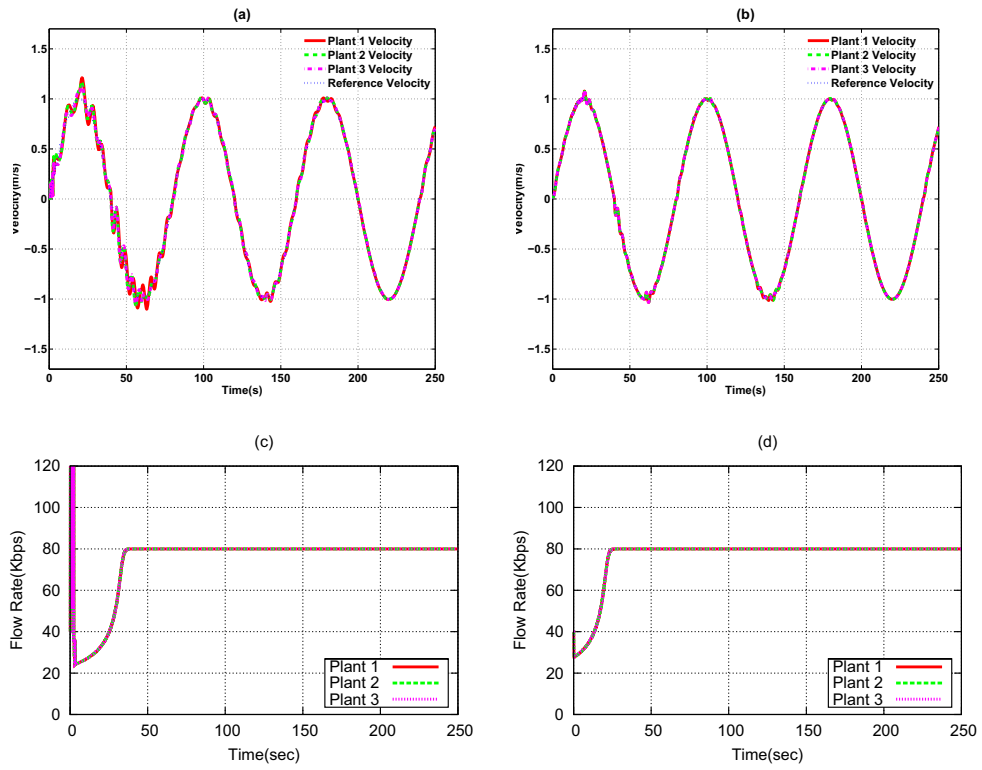 (a)
Plant 1 Velocity
Plant 2 Velocity
Plant 3 Velocity
Reference Velocity
1.5
1
0.5
0
−0.5
−1
−1.5
Velocity(m/s)
0 50 100 150 200 250
Time(s)
(b)
Plant 1 Velocity
Plant 2 Velocity
Plant 3 Velocity
Reference Velocity
1.5
1
0.5
0
−0.5
−1
−1.5
Velocity(m/s)
0 50 100 150 200 250
Time(s)
(c)
120
100
80
60
40
20
0
Flow Rate(Kbps)
Plant 1
Plant 2
Plant 3
0 50 100 150 200 250
Time(sec)
(d)
120
100
80
60
40
20
0
Flow Rate(Kbps)
Plant 1
Plant 2
Plant 3
0 50 100 150 200 250
Time(sec)